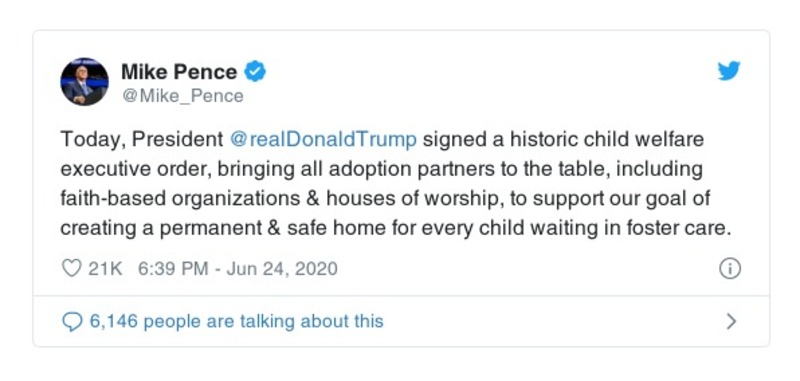 Mike Pence
@Mike_Pence
Today, President @realDonaldTrump signed a historic child welfare
executive order, bringing all adoption partners to the table, including
faith-based organizations & houses of worship, to support our goal of
creating a permanent & safe home for every child waiting in foster care.
21K 6:39 PM - Jun 24, 2020
6,146 people are talking about this